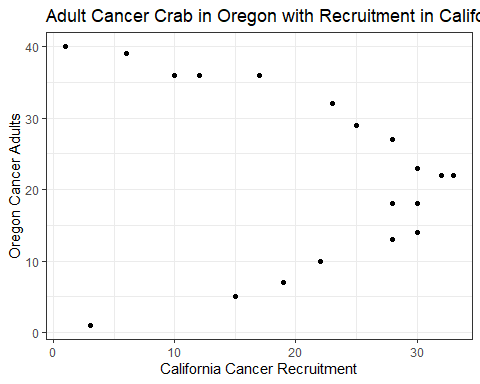 Adult Cancer Crab in Oregon with Recruitment in Califo
40
30
20
10
0
Oregon Cancer Adults
0 10 20 30
California Cancer Recruitment